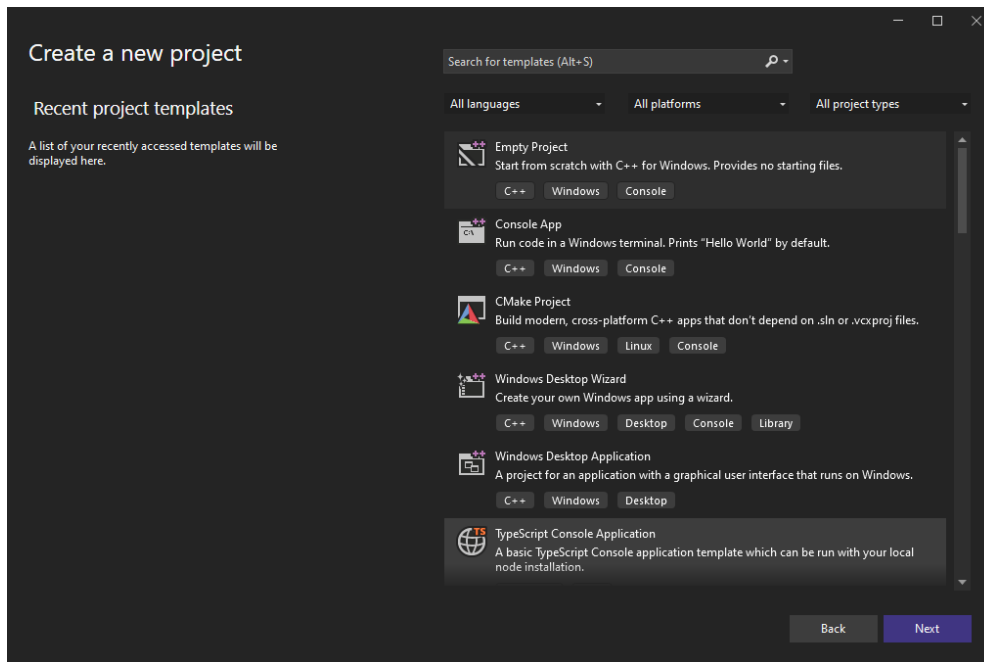 Create a new project
Recent project templates
A list of your recently accessed templates will be
displayed here.
Search for templates (Alt+S)
All languages
All platforms
All project types
Empty Project
Start from scratch with C++ for Windows. Provides no starting files.
C++ Windows Console
Console App
Run code in a Windows terminal. Prints "Hello World" by default.
C++ Windows Console
CMake Project
Build modern, cross-platform C++ apps that don't depend on .sln or .vcxproj files.
C++ Windows Linux Console
Windows Desktop Wizard
Create your own Windows app using a wizard.
C++ Windows Desktop Console Library
Windows Desktop Application
A project for an application with a graphical user interface that runs on Windows.
C++ Windows Desktop
TS
TypeScript Console Application
A basic TypeScript Console application template which can be run with your local
node installation.
Back
Next